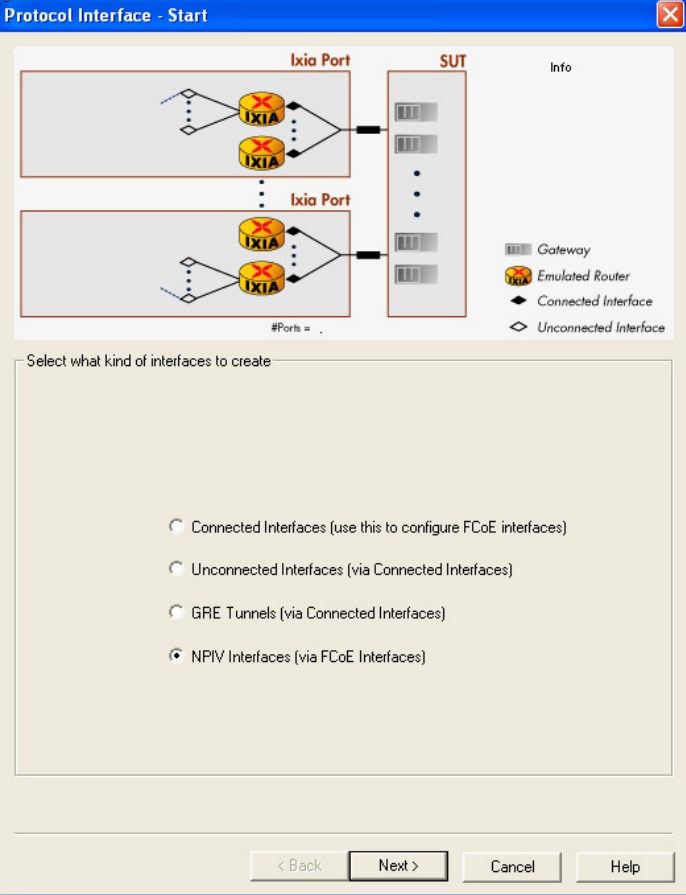 Protocol Interface - Start
Ixia Port
SUT
Info
IXIA
IXIA
Ixia Port
IXIA
IXIA
Gateway
IXIA
Emulated Router
Connected Interface
#Ports = .
Unconnected Interface
Select what kind of interfaces to create
Connected Interfaces (use this to configure FCoE interfaces)
Unconnected Interfaces (via Connected Interfaces)
GRE Tunnels (via Connected Interfaces)
NPIV Interfaces (via FCoE Interfaces)
< Back
Next >
Cancel
Help